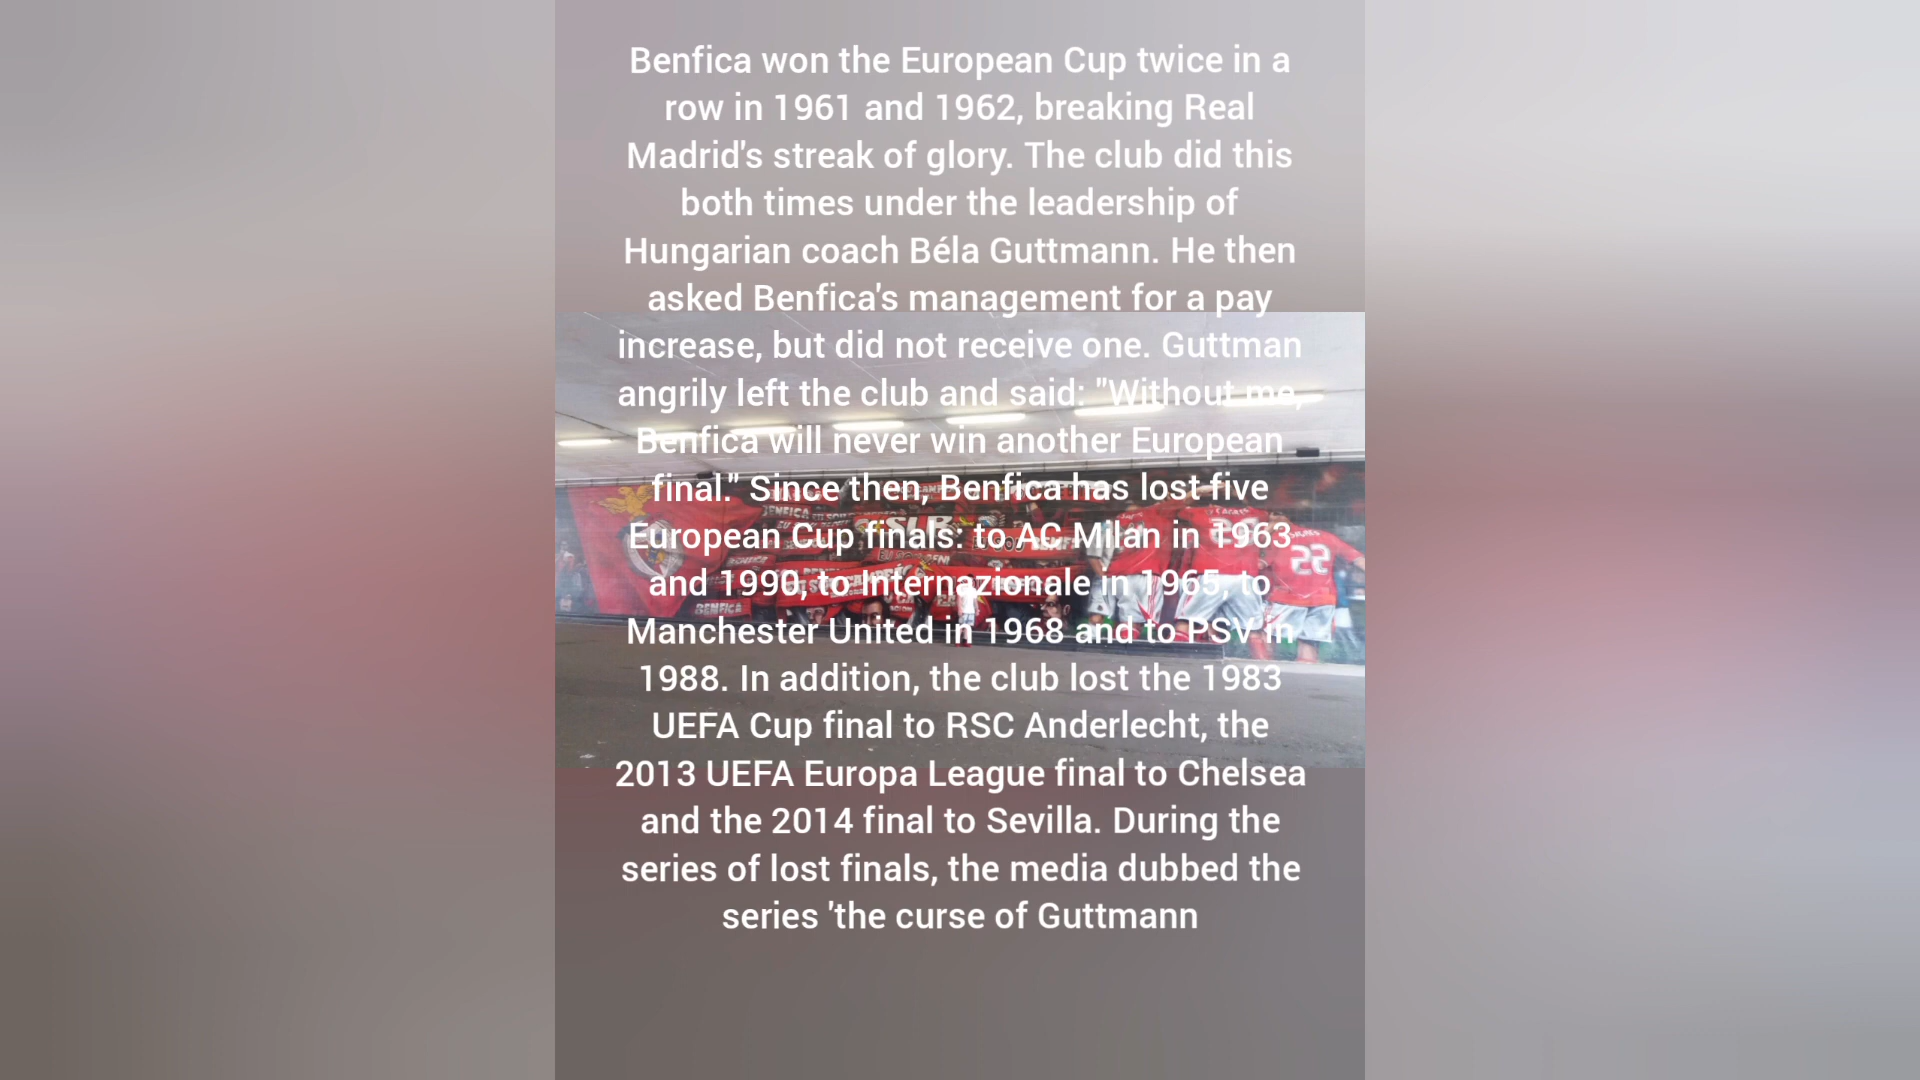 Benfica won the European Cup twice in a
row in 1961 and 1962, breaking Real
Madrid's streak of glory. The club did this
both times under the leadership of
Hungarian coach Béla Guttmann. He then
asked Benfica's management for a pay
increase, but did not receive one. Guttman
angrily left the club and said: "Without me,
Benfica will never win another European
final." Since then, Benfica has lost five
European Cup finals: to AC Milan in 1963
and 1990, to Internazionale in 1965, to
Manchester United in 1968 and to PSV in
1988. In addition, the club lost the 1983
UEFA Cup final to RSC Anderlecht, the
2013 UEFA Europa League final to Chelsea
and the 2014 final to Sevilla. During the
series of lost finals, the media dubbed the
series 'the curse of Guttmann
SLB
BENFICA
22